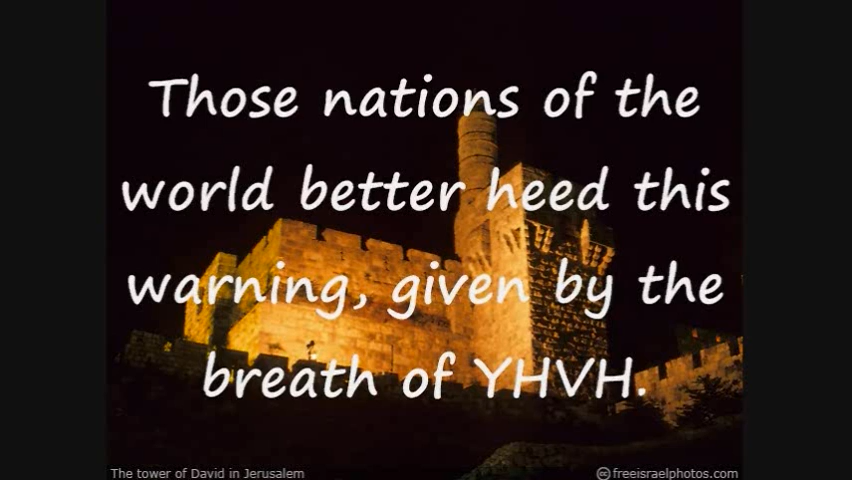 Those nations of the
world better heed this
warning, given by the
breath of YHVH.
The tower of David in Jerusalem
cc freeisraelphotos.com